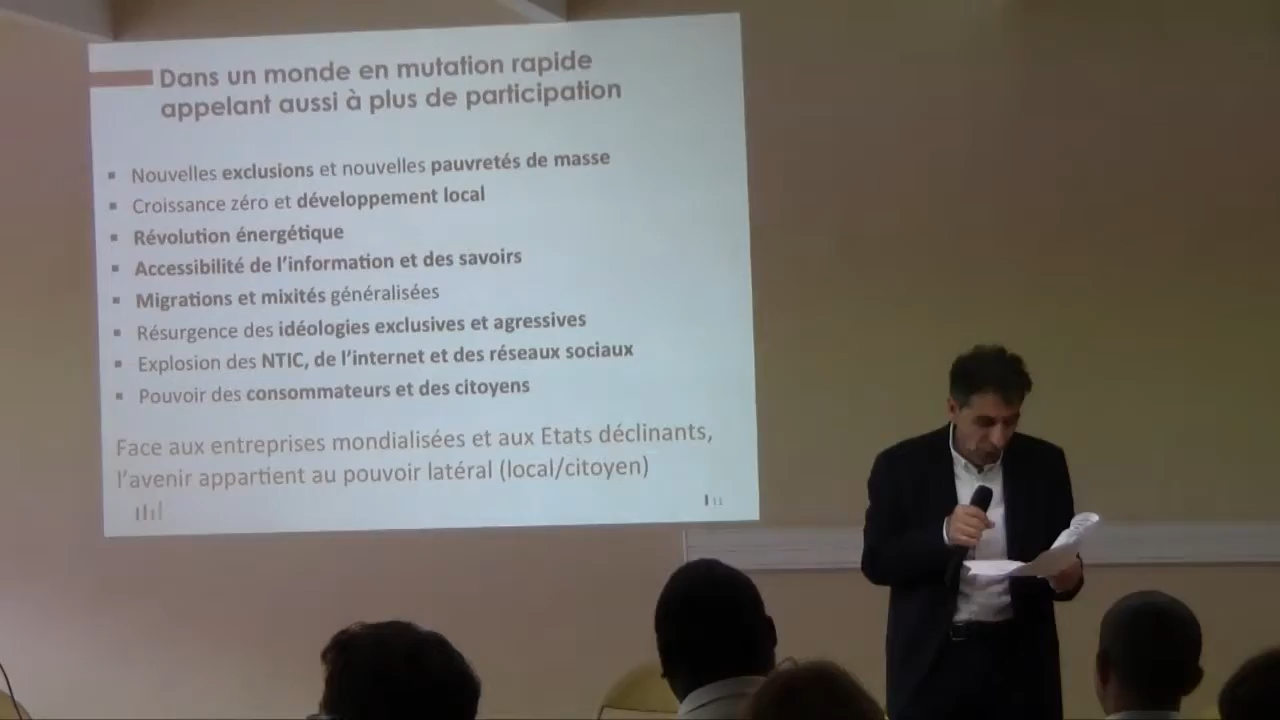 Dans un monde en mutation rapide
appelant aussi à plus de participation
▪ Nouvelles exclusions et nouvelles pauvretés de masse
▪ Croissance zéro et développement local
▪ Révolution énergétique
▪ Accessibilité de l'information et des savoirs
▪ Migrations et mixités généralisées
▪ Résurgence des idéologies exclusives et agressives
▪ Explosion des NTIC, de l'internet et des réseaux sociaux
▪ Pouvoir des consommateurs et des citoyens
Face aux entreprises mondialisées et aux Etats déclinants,
l'avenir appartient au pouvoir latéral (local/citoyen)
11